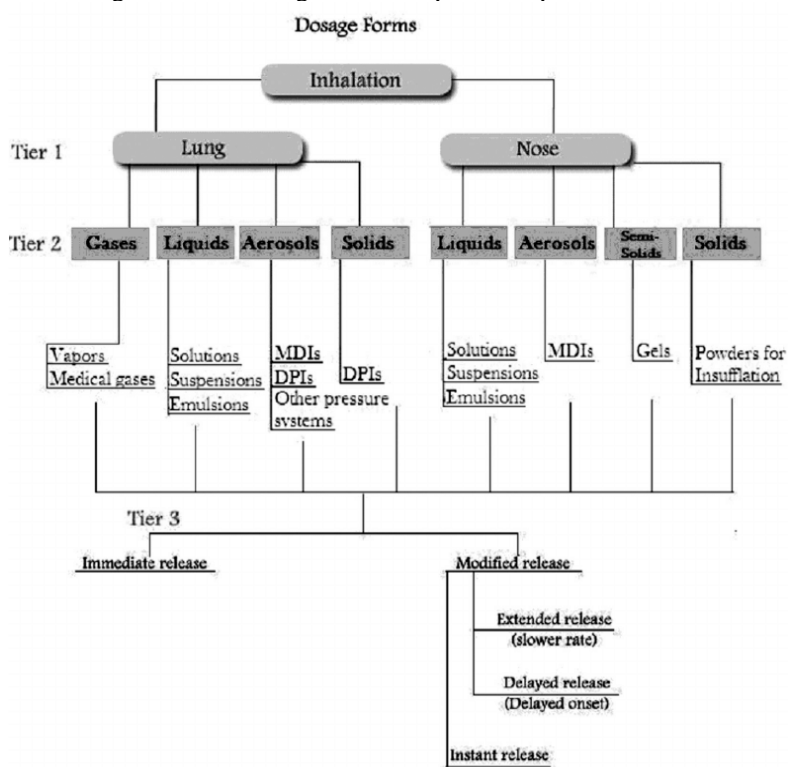 Dosage Forms
Inhalation
Tier 1
Lung
Nose
Tier 2
Gases
Liquids
Aerosols
Solids
Liquids
Aerosols
Semi-
Solids
Solids
Vapors
Medical gases
Solutions
Suspensions
Emulsions
MDIs
DPIs
Other pressure
systems
DPIs
Solutions
Suspensions
Emulsions
MDIs
Gels
Powders for
Insufflation
Tier 3
Immediate release
Modified release
Extended release
(slower rate)
Delayed release
(Delayed onset)
Instant release